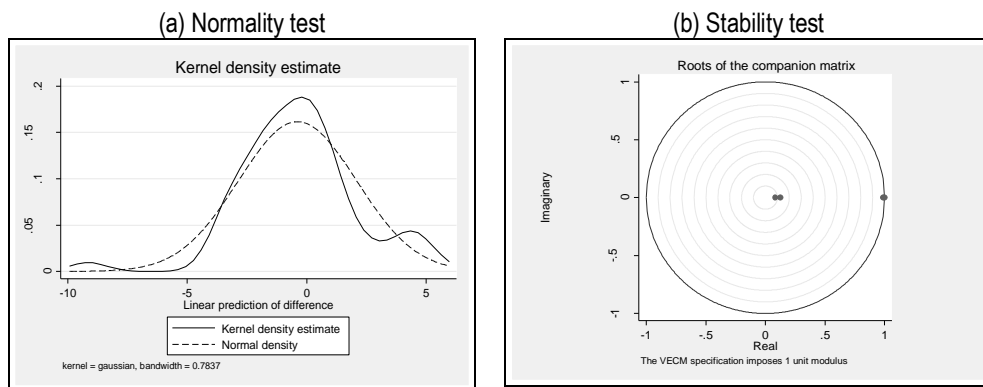 (a) Normality test
Kernel density estimate
.2
.15
.1
.05
0
-10 -5 0 5
Linear prediction of difference
Kernel density estimate
Normal density
kernel = gaussian, bandwidth = 0.7837
(b) Stability test
Roots of the companion matrix
1
.5
0
-.5
-1
Imaginary
-1 -.5 0 .5 1
Real
The VECM specification imposes 1 unit modulus